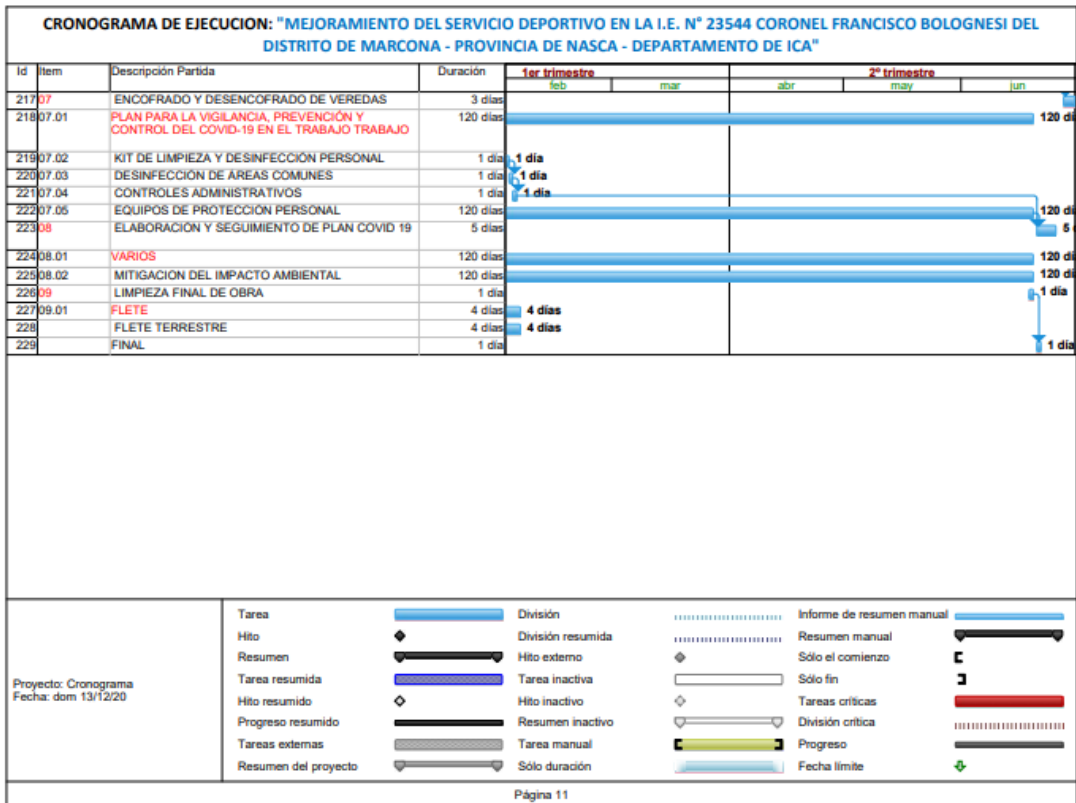 CRONOGRAMA DE EJECUCION: "MEJORAMIENTO DEL SERVICIO DEPORTIVO EN LA I.E. N° 23544 CORONEL FRANCISCO BOLOGNESI DEL
DISTRITO DE MARCONA - PROVINCIA DE NASCA - DEPARTAMENTO DE ICA"
Id Item Descripción Partida Duración 1er trimestre 2º trimestre
feb mar abr may jun
217 07 ENCOFRADO Y DESENCOFRADO DE VEREDAS 3 días
218 07.01 PLAN PARA LA VIGILANCIA, PREVENCIÓN Y 120 días 120 dí
CONTROL DEL COVID-19 EN EL TRABAJO TRABAJO
219 07.02 KIT DE LIMPIEZA Y DESINFECCIÓN PERSONAL 1 día 1 día
220 07.03 DESINFECCIÓN DE ÁREAS COMUNES 1 día 1 día
221 07.04 CONTROLES ADMINISTRATIVOS 1 día 1 día
222 07.05 EQUIPOS DE PROTECCION PERSONAL 120 días 120 dí
223 08 ELABORACION Y SEGUIMIENTO DE PLAN COVID 19 5 días 5 d
224 08.01 VARIOS 120 días 120 dí
225 08.02 MITIGACION DEL IMPACTO AMBIENTAL 120 días 120 dí
226 09 LIMPIEZA FINAL DE OBRA 1 día 1 día
227 09.01 FLETE 4 días 4 días
228 FLETE TERRESTRE 4 días 4 días
229 FINAL 1 día 1 día
Proyecto: Cronograma
Fecha: dom 13/12/20
Tarea
Hito
Resumen
Tarea resumida
Hito resumido
Progreso resumido
Tareas externas
Resumen del proyecto
División
División resumida
Hito externo
Tarea inactiva
Hito inactivo
Resumen inactivo
Tarea manual
Sólo duración
Informe de resumen manual
Resumen manual
Sólo el comienzo
Sólo fin
Tareas críticas
División crítica
Progreso
Fecha límite
Página 11